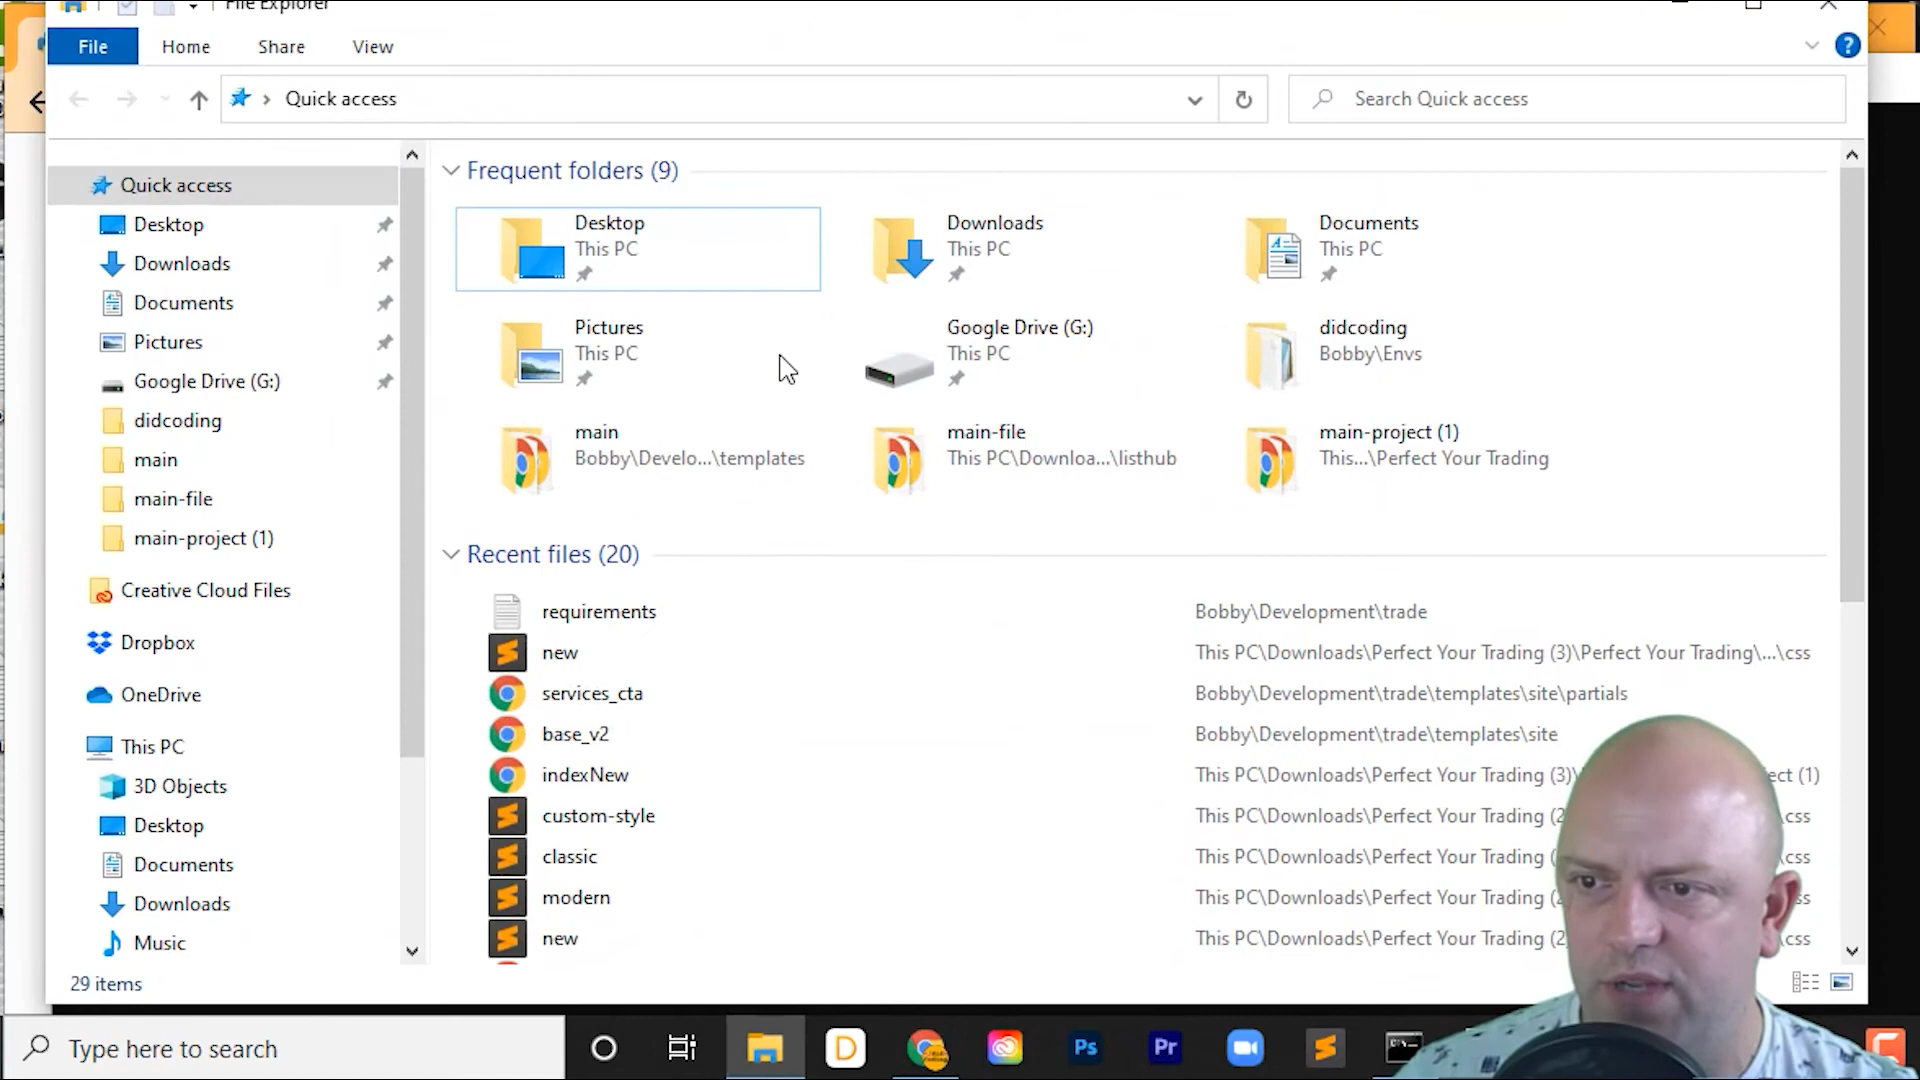 File Explorer
File Home Share View
Quick access
Search Quick access
Quick access
Desktop
Downloads
Documents
Pictures
Google Drive (G:)
didcoding
main
main-file
main-project (1)
Creative Cloud Files
Dropbox
OneDrive
This PC
3D Objects
Desktop
Documents
Downloads
Music
Frequent folders (9)
Desktop
This PC
Downloads
This PC
Documents
This PC
Pictures
This PC
Google Drive (G:)
This PC
didcoding
Bobby\Envs
main
Bobby\Develo...\templates
main-file
This PC\Downloa...\listhub
main-project (1)
This...\Perfect Your Trading
Recent files (20)
requirements Bobby\Development\trade
new This PC\Downloads\Perfect Your Trading (3)\Perfect Your Trading\...\css
services_cta Bobby\Development\trade\templates\site\partials
base_v2 Bobby\Development\trade\templates\site
indexNew This PC\Downloads\Perfect Your Trading (3)\ ect (1)
custom-style This PC\Downloads\Perfect Your Trading (2 \css
classic This PC\Downloads\Perfect Your Trading ( \css
modern This PC\Downloads\Perfect Your Trading ( ss
new This PC\Downloads\Perfect Your Trading (2 \css
29 items
Type here to search
D
Ps
Pr